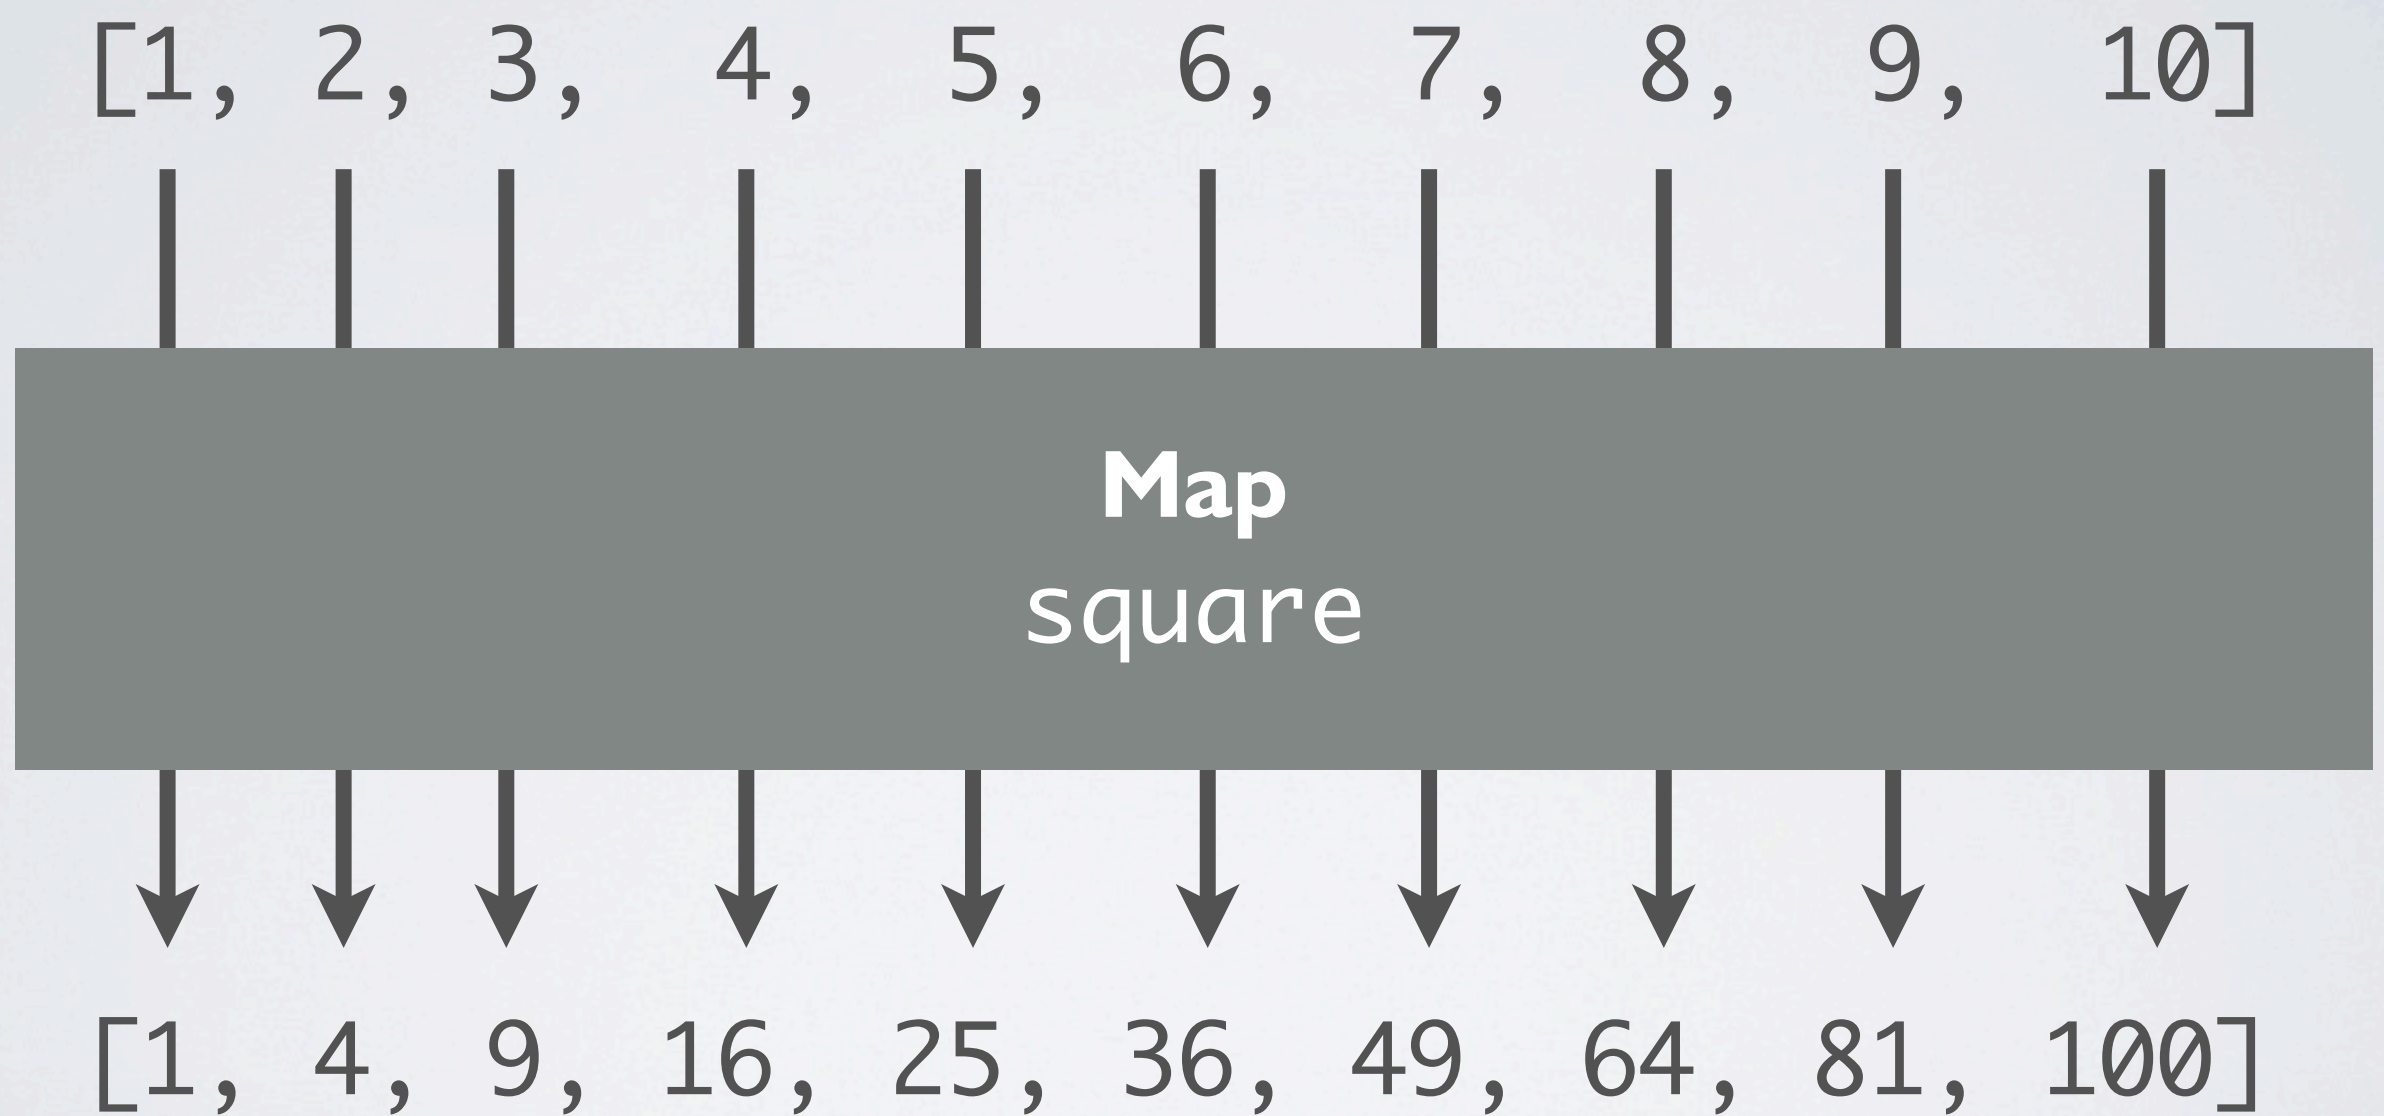 [1, 2, 3, 4, 5, 6, 7, 8, 9, 10]
Map
square
[1, 4, 9, 16, 25, 36, 49, 64, 81, 100]